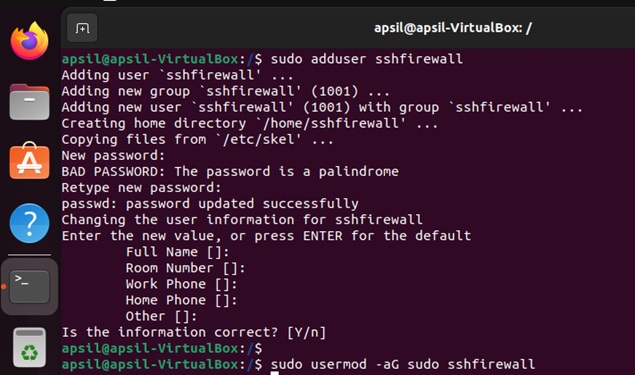 apsil@apsil-VirtualBox: /
apsil@apsil-VirtualBox:/$ sudo adduser sshfirewall
Adding user `sshfirewall' ...
Adding new group `sshfirewall' (1001) ...
Adding new user `sshfirewall' (1001) with group `sshfirewall' ...
Creating home directory `/home/sshfirewall' ...
Copying files from `/etc/skel' ...
New password:
BAD PASSWORD: The password is a palindrome
Retype new password:
passwd: password updated successfully
Changing the user information for sshfirewall
Enter the new value, or press ENTER for the default
Full Name []:
Room Number []:
Work Phone []:
Home Phone []:
Other []:
Is the information correct? [Y/n]
apsil@apsil-VirtualBox:/$
apsil@apsil-VirtualBox:/$ sudo usermod -aG sudo sshfirewall